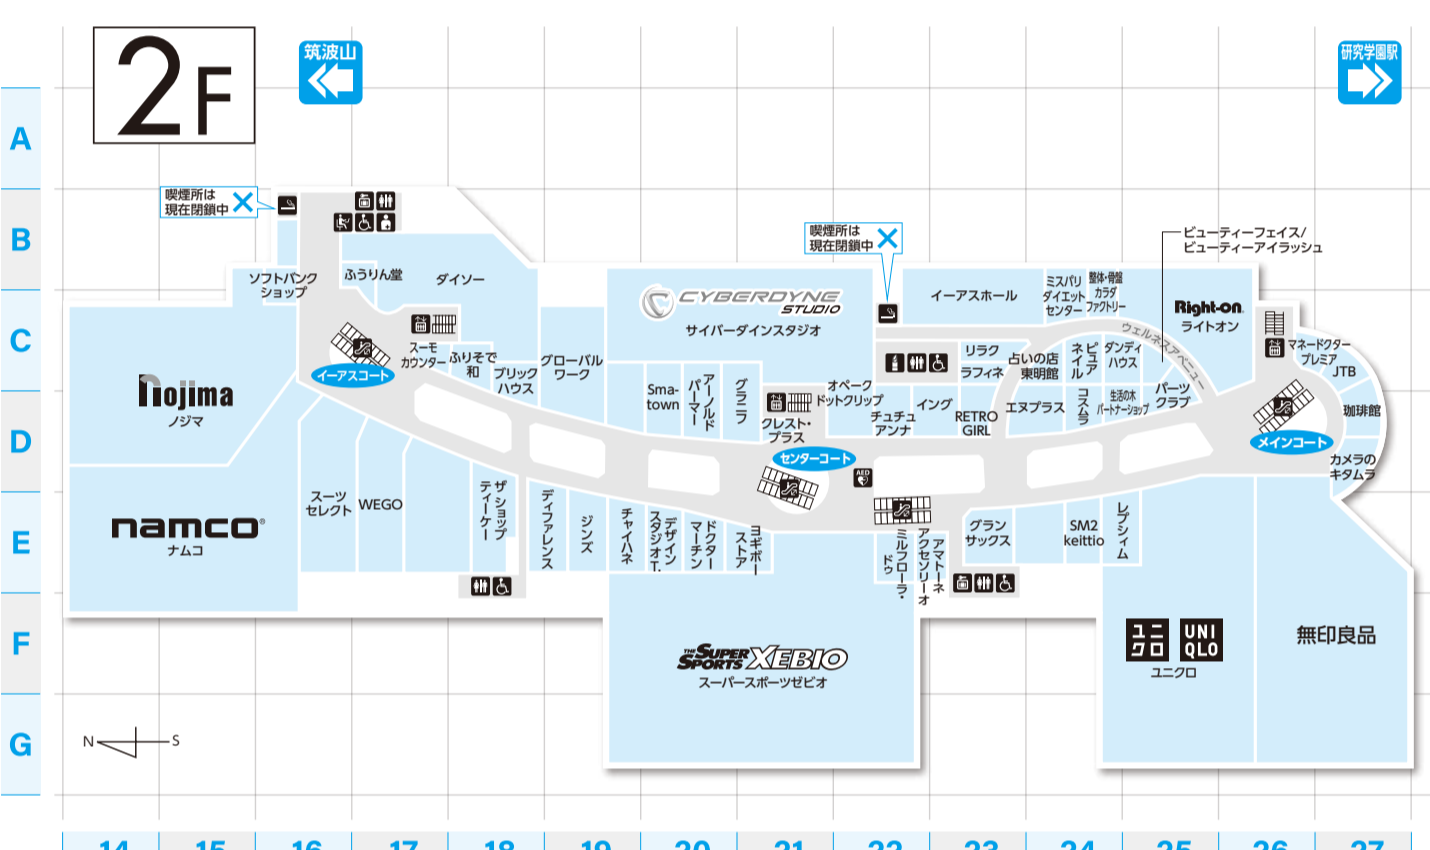 2F
筑波山
研究学園駅
A
B
C
D
E
F
G
喫煙所は
現在閉鎖中
喫煙所は
現在閉鎖中
ビューティーフェイス/
ビューティーアイラッシュ
ソフトバンク
ショップ
ふうりん堂
ダイソー
CYBERDYNE
STUDIO
サイバーダインスタジオ
イーアスホール
ミスパリ
ダイエット
センター
整体・骨盤
カラダ
ファクトリー
Right-on
ライトオン
ウェルネスアベニュー
スーモ
カウンター
ふりそで
和
ブリック
ハウス
グローバル
ワーク
イーアスコート
リラク
ラフィネ
占いの店
東明館
ピュア
ネイル
ダンディ
ハウス
マネードクター
プレミア
JTB
nojima
ノジマ
Sma-
town
アーノルド
パーマー
グラニフ
オペーク
ドットクリップ
クレスト・
プラス
チュチュ
アンナ
イング
RETRO
GIRL
エヌプラス
コスムラ
生活の木
パートナーショップ
パーツ
クラブ
珈琲館
メインコート
カメラの
キタムラ
センターコート
AED
namco
ナムコ
スーツ
セレクト
WEGO
ザ ショップ
ティーケー
ディファレンス
ジンズ
チャイハネ
デザイン
スタジオT.
ドクター
マーチン
ヨギボー
ストア
ミルフローラ・
ドゥ
アマトーネ
アクセソリーオ
グラン
サックス
SM2
keittio
レプシィム
THE SUPER
SPORTS XEBIO
スーパースポーツゼビオ
ユニ
クロ
UNI
QLO
ユニクロ
無印良品
N
S
14 15 16 17 18 19 20 21 22 23 24 25 26 27